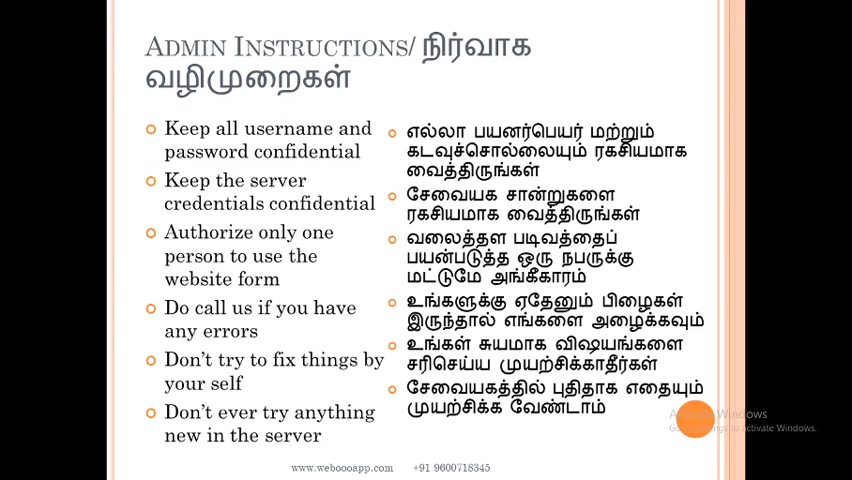 ADMIN INSTRUCTIONS/ நிர்வாக
வழிமுறைகள்
Keep all username and
password confidential
Keep the server
credentials confidential
Authorize only one
person to use the
website form
Do call us if you have
any errors
Don't try to fix things by
your self
Don't ever try anything
new in the server
எல்லா பயனர்பெயர் மற்றும்
கடவுச்சொல்லையும் ரகசியமாக
வைத்திருங்கள்
சேவையக சான்றுகளை
ரகசியமாக வைத்திருங்கள்
வலைத்தள படிவத்தைப்
பயன்படுத்த ஒரு நபருக்கு
மட்டுமே அங்கீகாரம்
உங்களுக்கு ஏதேனும் பிழைகள்
இருந்தால் எங்களை அழைக்கவும்
உங்கள் சுயமாக விஷயங்களை
சரிசெய்ய முயற்சிக்காதீர்கள்
சேவையகத்தில் புதிதாக எதையும்
முயற்சிக்க வேண்டாம்
Windows
to activate Windows.
www.weboooapp.com +91 9600718345